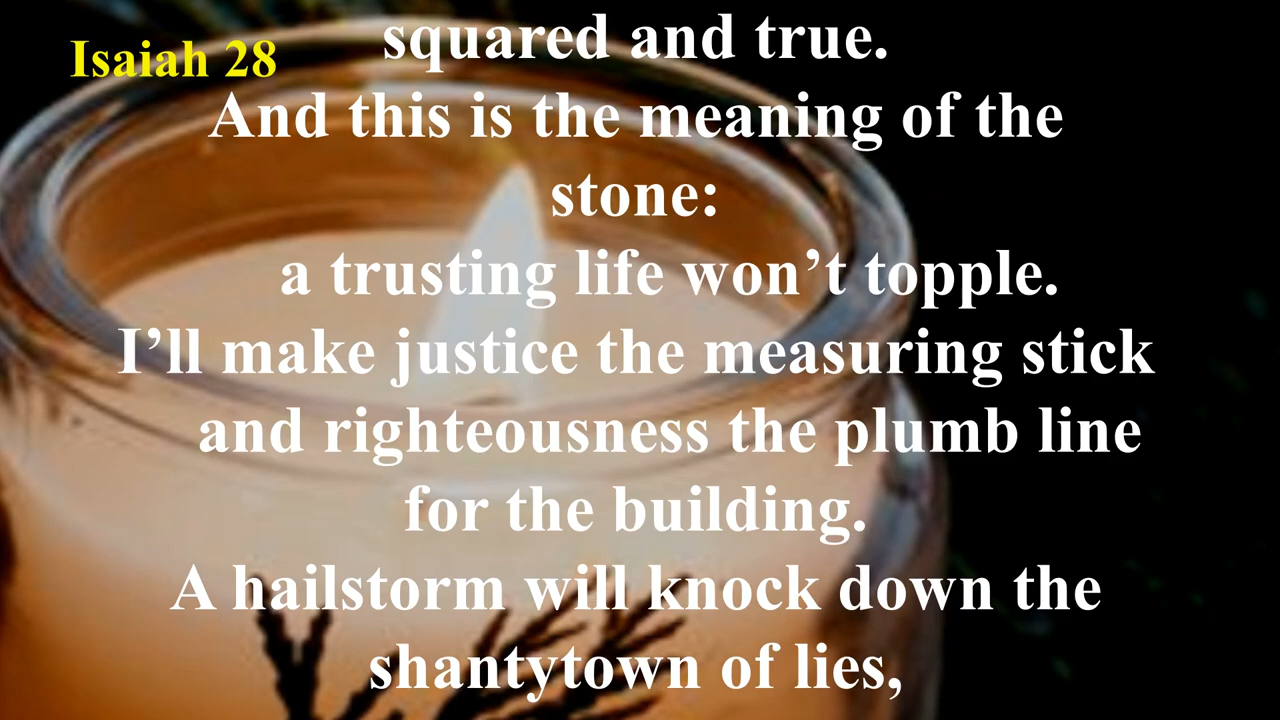 Isaiah 28
squared and true.
And this is the meaning of the
stone:
a trusting life won’t topple.
I’ll make justice the measuring stick
and righteousness the plumb line
for the building.
A hailstorm will knock down the
shantytown of lies,